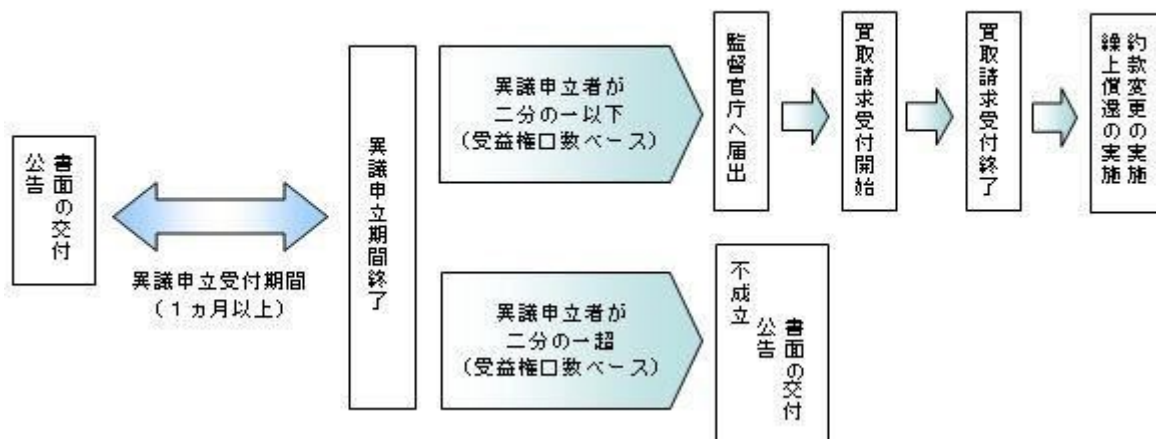 書面の交付
公告
異議申立受付期間
（１ヵ月以上）
異議申立期間終了
異議申立者が
二分の一以下
（受益権口数ベース）
監督官庁へ届出
買取請求受付開始
買取請求受付終了
約款変更の実施
繰上償還の実施
異議申立者が
二分の一超
（受益権口数ベース）
不成立
書面の交付
公告